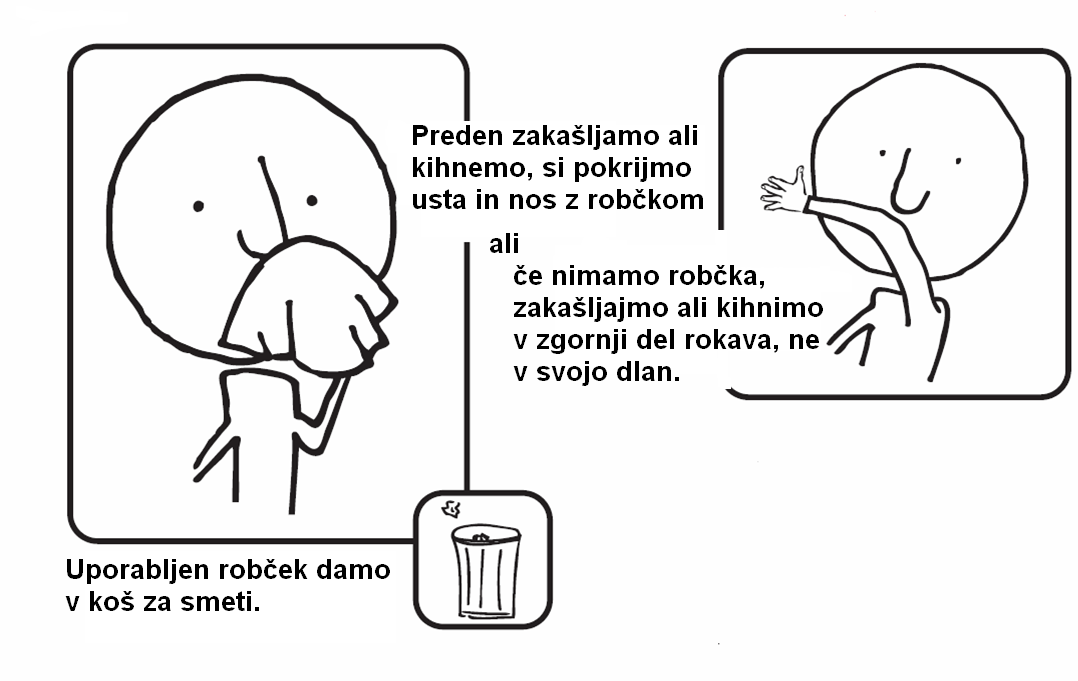 Preden zakašljamo ali
kihnemo, si pokrijmo
usta in nos z robčkom
ali
če nimamo robčka,
zakašljajmo ali kihnimo
v zgornji del rokava, ne
v svojo dlan.
Uporabljen robček damo
v koš za smeti.